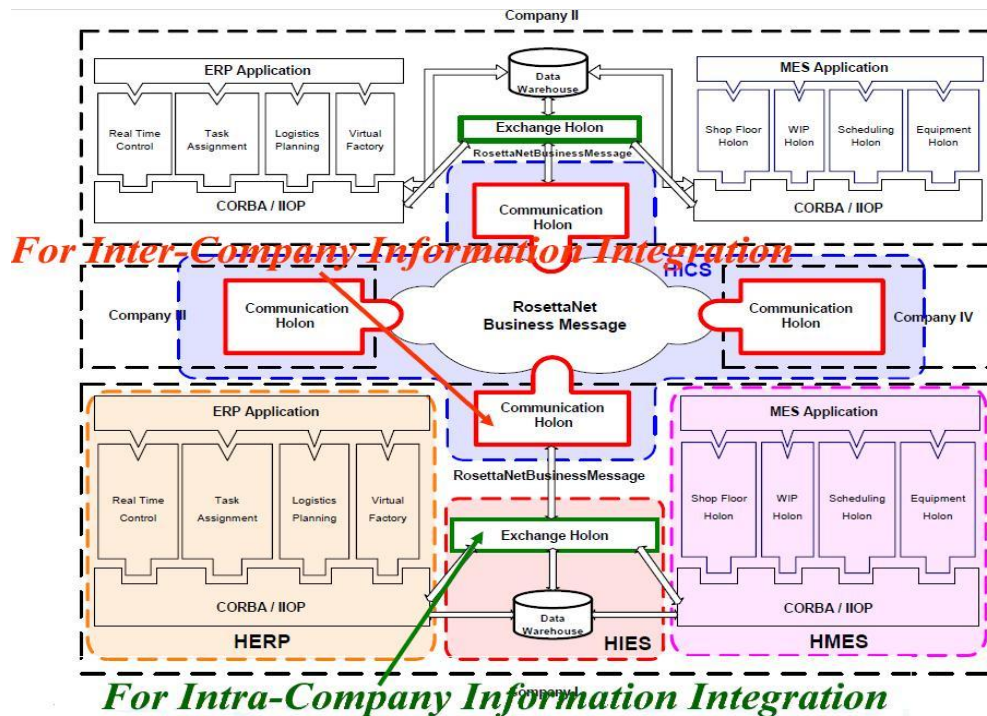 Company II
ERP Application
Real Time
Control
Task
Assignment
Logistics
Planning
Virtual
Factory
CORBA / IIOP
Data
Warehouse
Exchange Holon
RosettaNetBusinessMessage
MES Application
Shop Floor
Holon
WIP
Holon
Scheduling
Holon
Equipment
Holon
CORBA / IIOP
Communication
Holon
For Inter-Company Information Integration
HICS
Company III
Communication
Holon
RosettaNet
Business Message
Communication
Holon
Company IV
ERP Application
Real Time
Control
Task
Assignment
Logistics
Planning
Virtual
Factory
CORBA / IIOP
HERP
Communication
Holon
RosettaNetBusinessMessage
Exchange Holon
Data
Warehouse
HIES
MES Application
Shop Floor
Holon
WIP
Holon
Scheduling
Holon
Equipment
Holon
CORBA / IIOP
HMES
Company I
For Intra-Company Information Integration